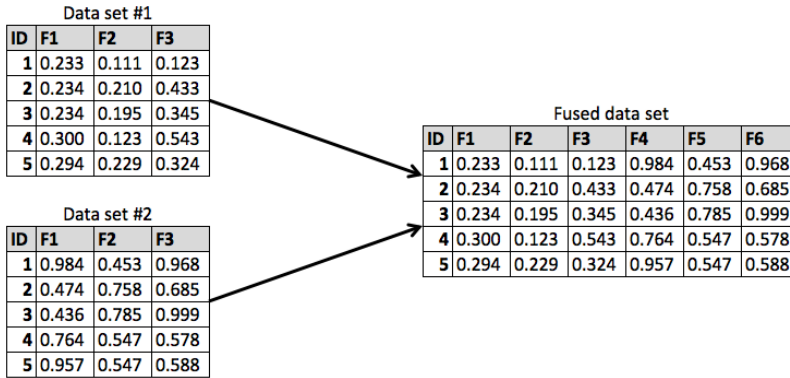 Data set #1
ID F1 F2 F3
1 0.233 0.111 0.123
2 0.234 0.210 0.433
3 0.234 0.195 0.345
4 0.300 0.123 0.543
5 0.294 0.229 0.324
Data set #2
ID F1 F2 F3
1 0.984 0.453 0.968
2 0.474 0.758 0.685
3 0.436 0.785 0.999
4 0.764 0.547 0.578
5 0.957 0.547 0.588
Fused data set
ID F1 F2 F3 F4 F5 F6
1 0.233 0.111 0.123 0.984 0.453 0.968
2 0.234 0.210 0.433 0.474 0.758 0.685
3 0.234 0.195 0.345 0.436 0.785 0.999
4 0.300 0.123 0.543 0.764 0.547 0.578
5 0.294 0.229 0.324 0.957 0.547 0.588